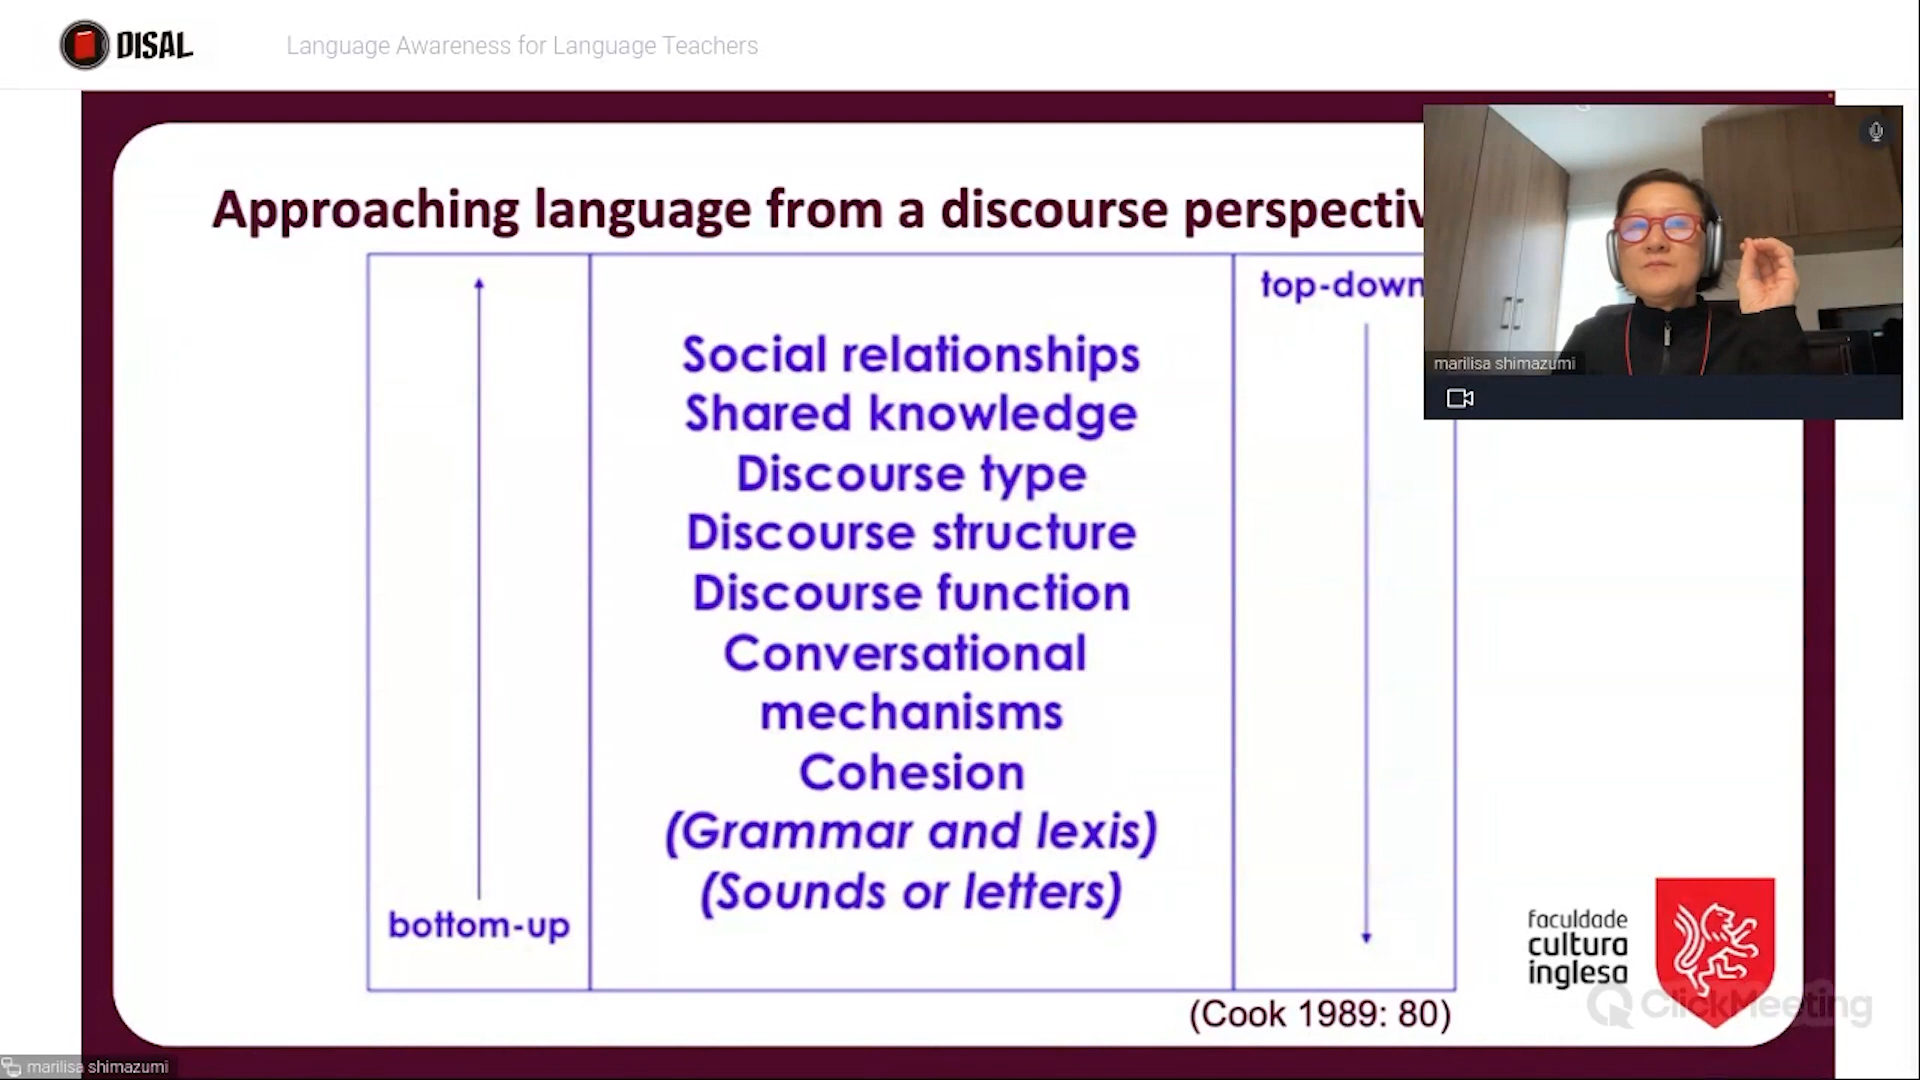 DISAL
Language Awareness for Language Teachers
Approaching language from a discourse perspectiv
top-down
Social relationships
Shared knowledge
Discourse type
Discourse structure
Discourse function
Conversational
mechanisms
Cohesion
(Grammar and lexis)
(Sounds or letters)
bottom-up
(Cook 1989: 80)
marilisa shimazumi
faculdade
cultura
inglesa
ClickMeeting
marilisa shimazumi